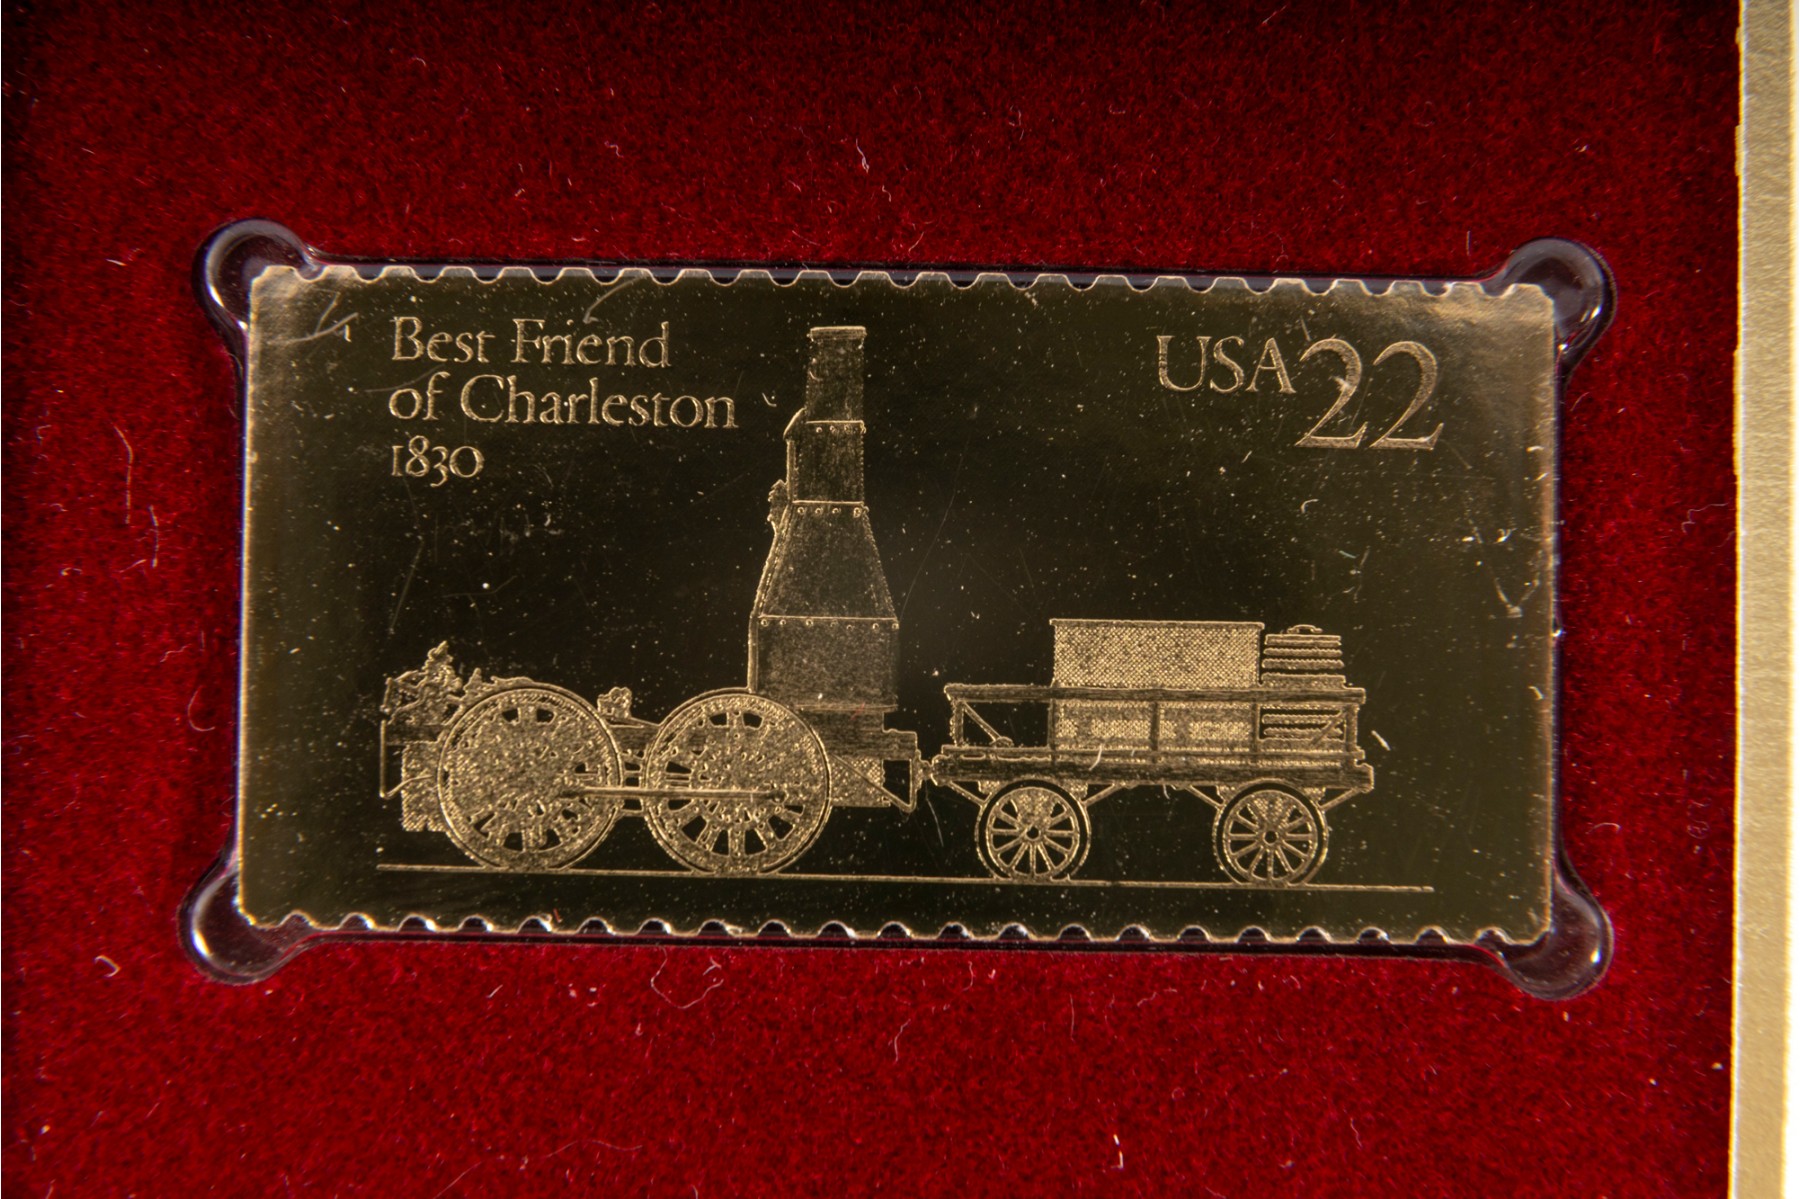 Best Friend
of Charleston
1830
USA 22